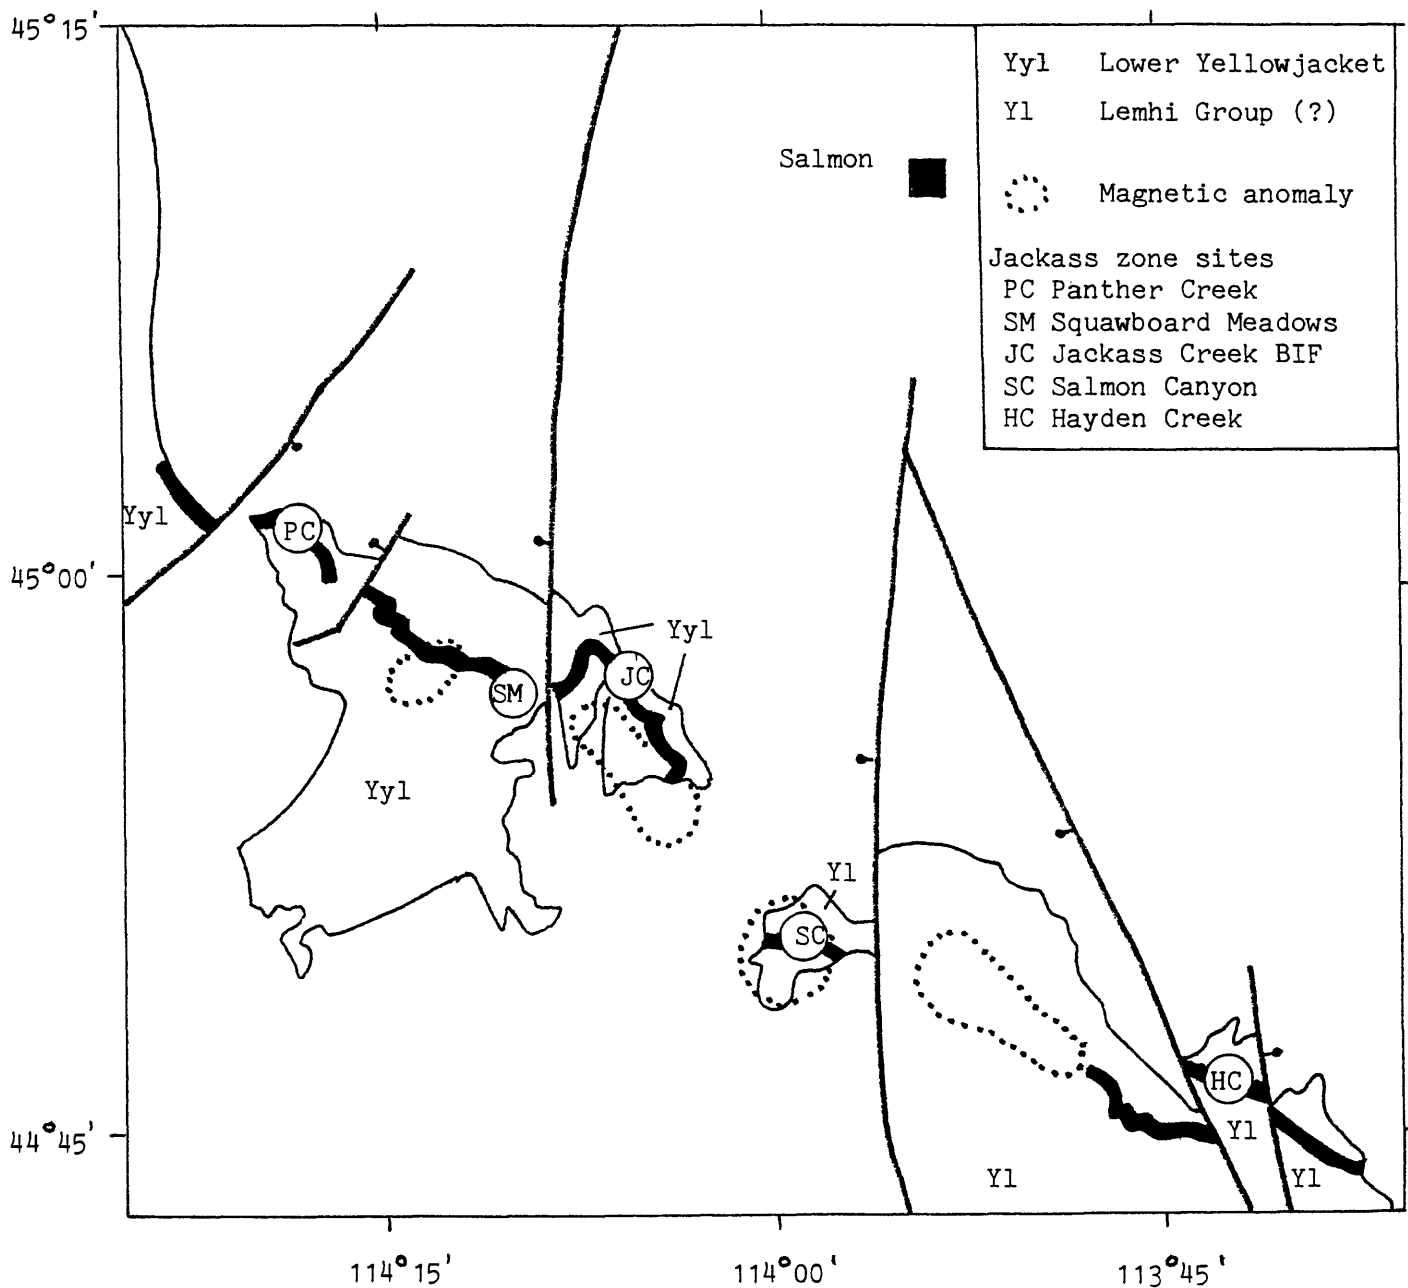 45°15'
Yyl Lower Yellowjacket
Yl Lemhi Group (?)
Salmon
Magnetic anomaly
Jackass zone sites
PC Panther Creek
SM Squawboard Meadows
JC Jackass Creek BIF
SC Salmon Canyon
HC Hayden Creek
Yyl
PC
45°00'
Yyl
JC
SM
Yyl
Yl
SC
HC
44°45'
Yl
Yl
Yl
114°15'
114°00'
113°45'